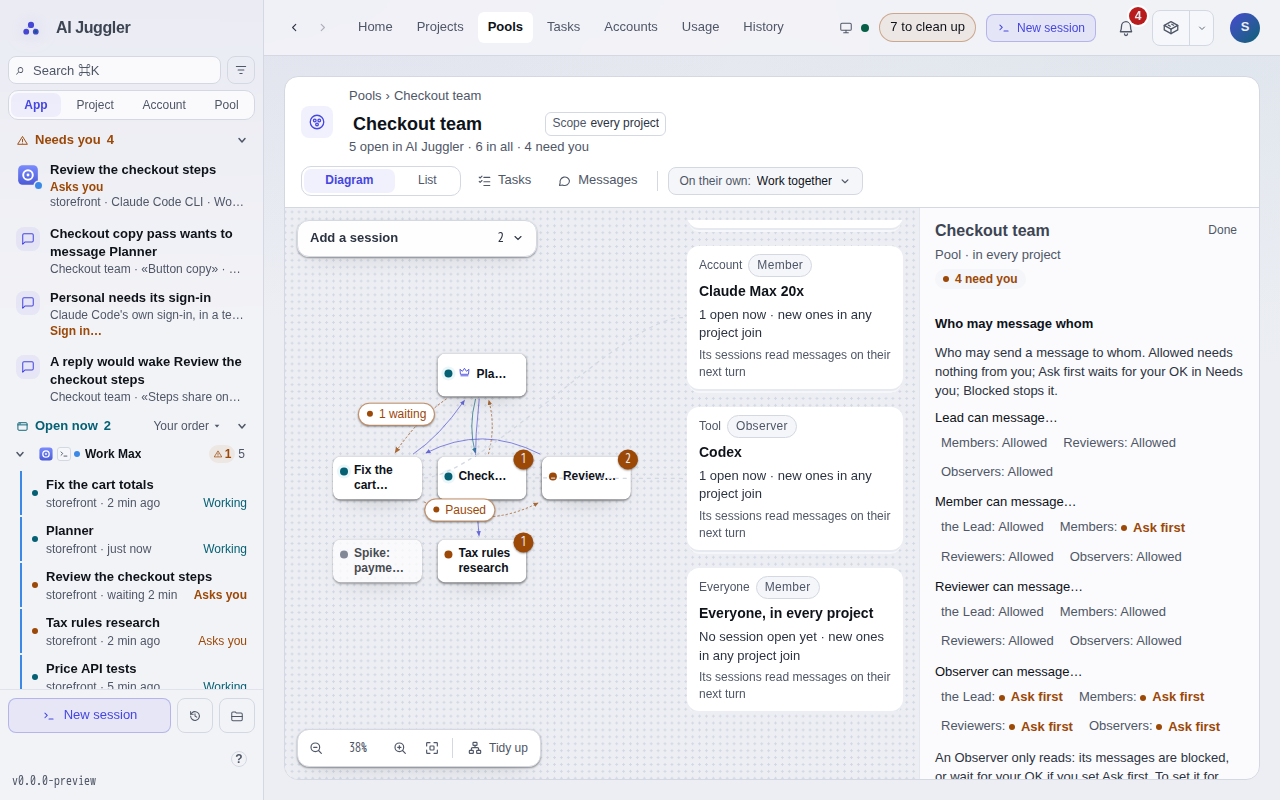 AI Juggler
Search ⌘K
App Project Account Pool
Needs you 4
Review the checkout steps
Asks you
storefront · Claude Code CLI · Wo…
Checkout copy pass wants to
message Planner
Checkout team · «Button copy» · …
Personal needs its sign-in
Claude Code's own sign-in, in a te…
Sign in…
A reply would wake Review the
checkout steps
Checkout team · «Steps share on…
Open now 2 Your order
Work Max 1 5
Fix the cart totals
storefront · 2 min ago Working
Planner
storefront · just now Working
Review the checkout steps
storefront · waiting 2 min Asks you
Tax rules research
storefront · 2 min ago Asks you
Price API tests
storefront · 5 min ago Working
New session
?
v0.0.0-preview
Home Projects Pools Tasks Accounts Usage History
7 to clean up
New session
4
S
Pools › Checkout team
Checkout team
Scope every project
5 open in AI Juggler · 6 in all · 4 need you
Diagram List Tasks Messages
On their own: Work together
Add a session 2
Pla…
1 waiting
Fix the
cart…
Check…
1
Review…
2
Paused
Spike:
payme…
Tax rules
research
1
38%
Tidy up
Account Member
Claude Max 20x
1 open now · new ones in any
project join
Its sessions read messages on their
next turn
Tool Observer
Codex
1 open now · new ones in any
project join
Its sessions read messages on their
next turn
Everyone Member
Everyone, in every project
No session open yet · new ones
in any project join
Its sessions read messages on their
next turn
Checkout team Done
Pool · in every project
4 need you
Who may message whom
Who may send a message to whom. Allowed needs
nothing from you; Ask first waits for your OK in Needs
you; Blocked stops it.
Lead can message…
Members: Allowed Reviewers: Allowed
Observers: Allowed
Member can message…
the Lead: Allowed Members: Ask first
Reviewers: Allowed Observers: Allowed
Reviewer can message…
the Lead: Allowed Members: Allowed
Reviewers: Allowed Observers: Allowed
Observer can message…
the Lead: Ask first Members: Ask first
Reviewers: Ask first Observers: Ask first
An Observer only reads: its messages are blocked,
or wait for your OK if you set Ask first. To set it for